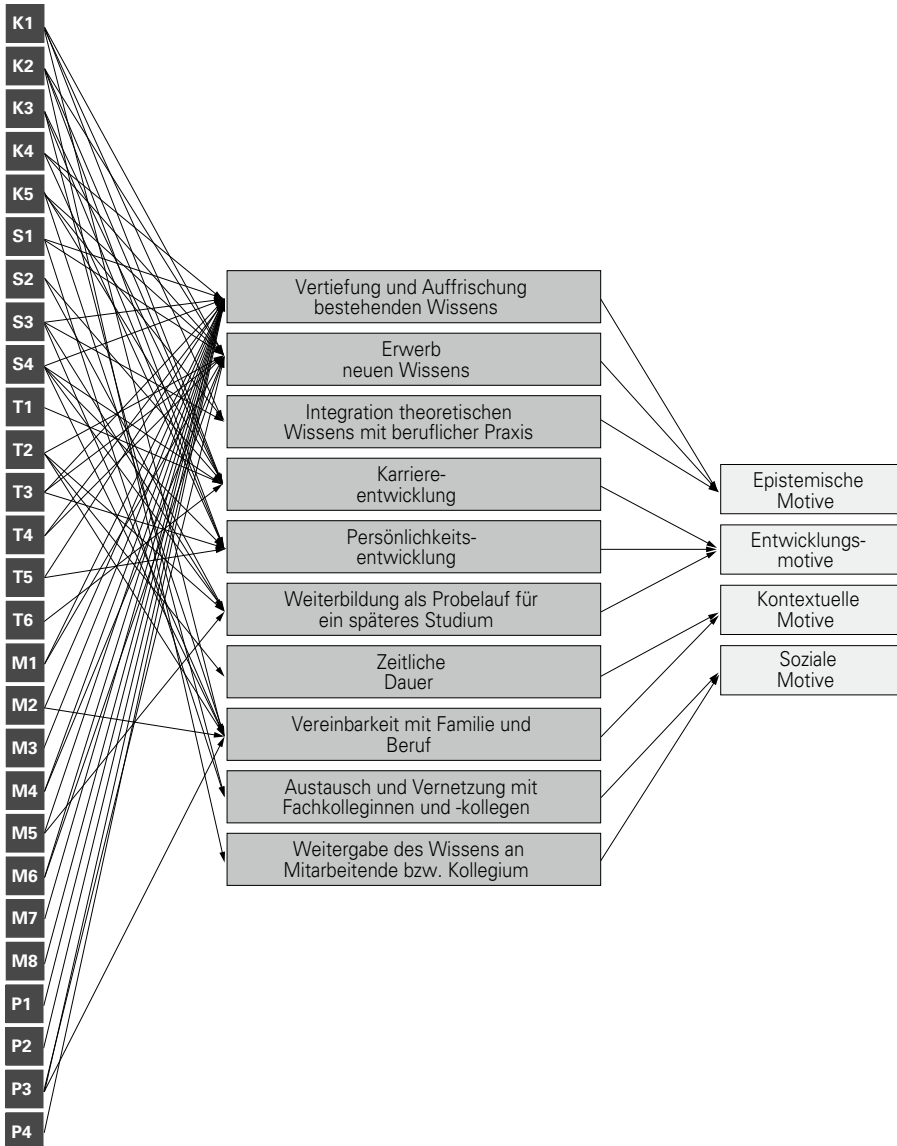 K1
K2
K3
K4
K5
S1
S2
S3
S4
T1
T2
T3
T4
T5
T6
M1
M2
M3
M4
M5
M6
M7
M8
P1
P2
P3
P4
Vertiefung und Auffrischung
bestehenden Wissens
Erwerb
neuen Wissens
Integration theoretischen
Wissens mit beruflicher Praxis
Karriere-
entwicklung
Persönlichkeits-
entwicklung
Weiterbildung als Probelauf für
ein späteres Studium
Zeitliche
Dauer
Vereinbarkeit mit Familie und
Beruf
Austausch und Vernetzung mit
Fachkolleginnen und -kollegen
Weitergabe des Wissens an
Mitarbeitende bzw. Kollegium
Epistemische
Motive
Entwicklungs-
motive
Kontextuelle
Motive
Soziale
Motive